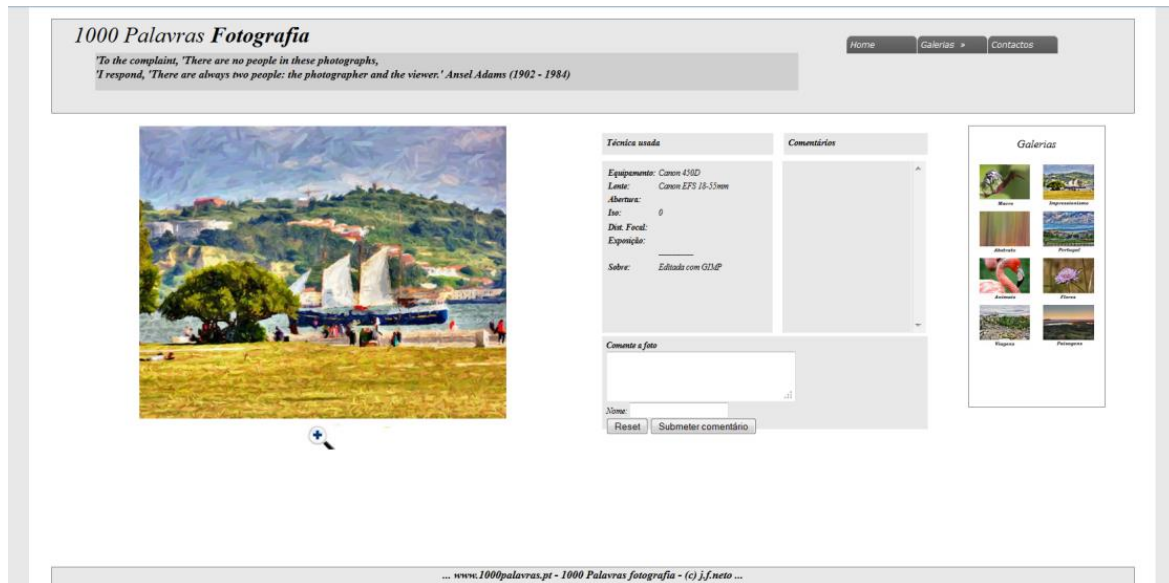 1000 Palavras Fotografia
'To the complaint, 'There are no people in these photographs,
'I respond, 'There are always two people: the photographer and the viewer.' Ansel Adams (1902 - 1984)
Home Galerias » Contactos
Técnica usada
Equipamento: Canon 450D
Lente: Canon EFS 18-55mm
Abertura:
Iso: 0
Dist. Focal:
Exposição:
Sobre: Editada com GIMP
Comentários
Comente a foto
Nome:
Reset Submeter comentário
Galerias
Macro Impressionismo
Abstrato Portugal
Animais Flores
Viagens Paisagens
... www.1000palavras.pt - 1000 Palavras fotografia - (c) j.f.neto ...